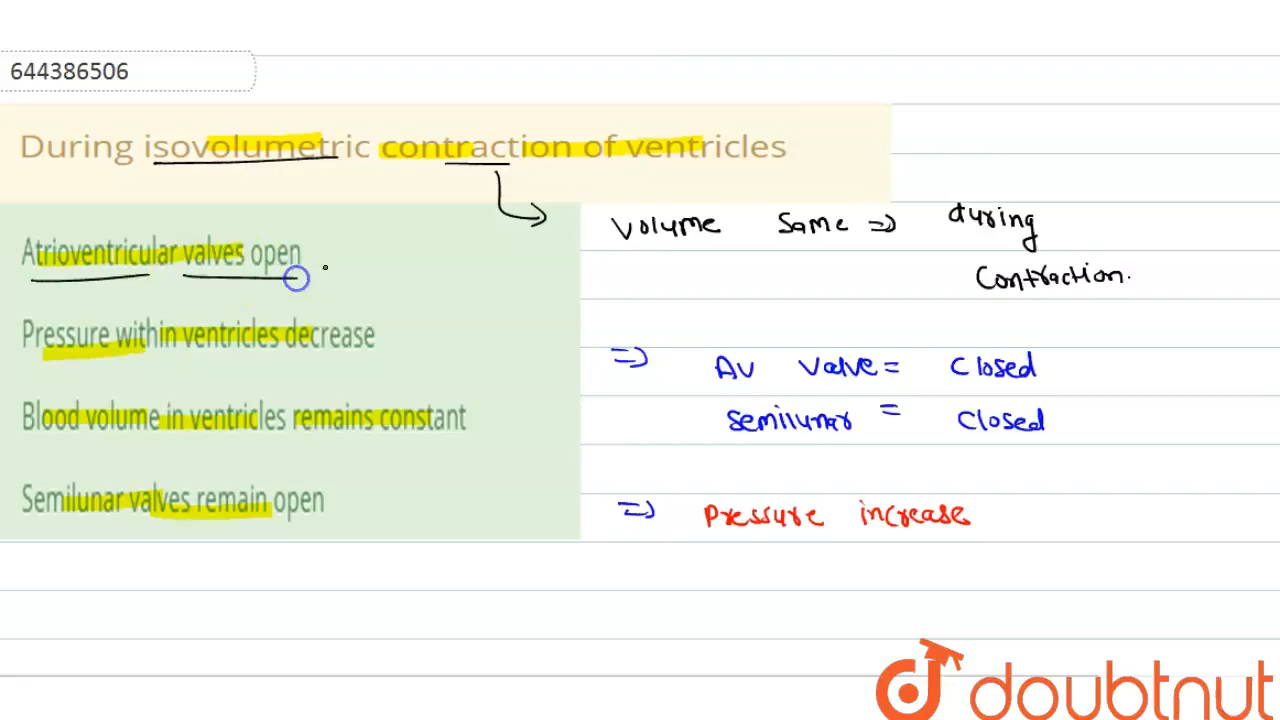 644386506
During isovolumetric contraction of ventricles
Volume Same => during
Contraction.
Atrioventricular valves open
Pressure within ventricles decrease
=> AV Valve = Closed
Blood volume in ventricles remains constant
Semilunar = Closed
Semilunar valves remain open
=> Pressure increase
doubtnut